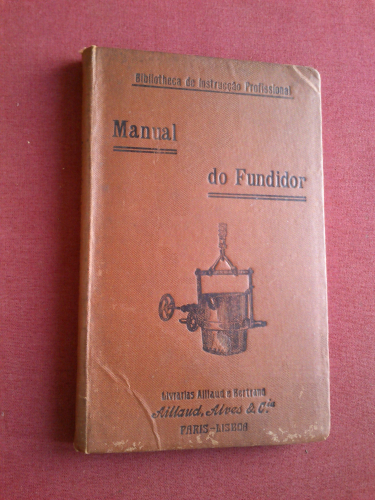 Bibliotheca de Instrucção Profissional
Manual
do Fundidor
Livrarias Aillaud e Bertrand
Aillaud, Alves & Cia
PARIS-LISBOA